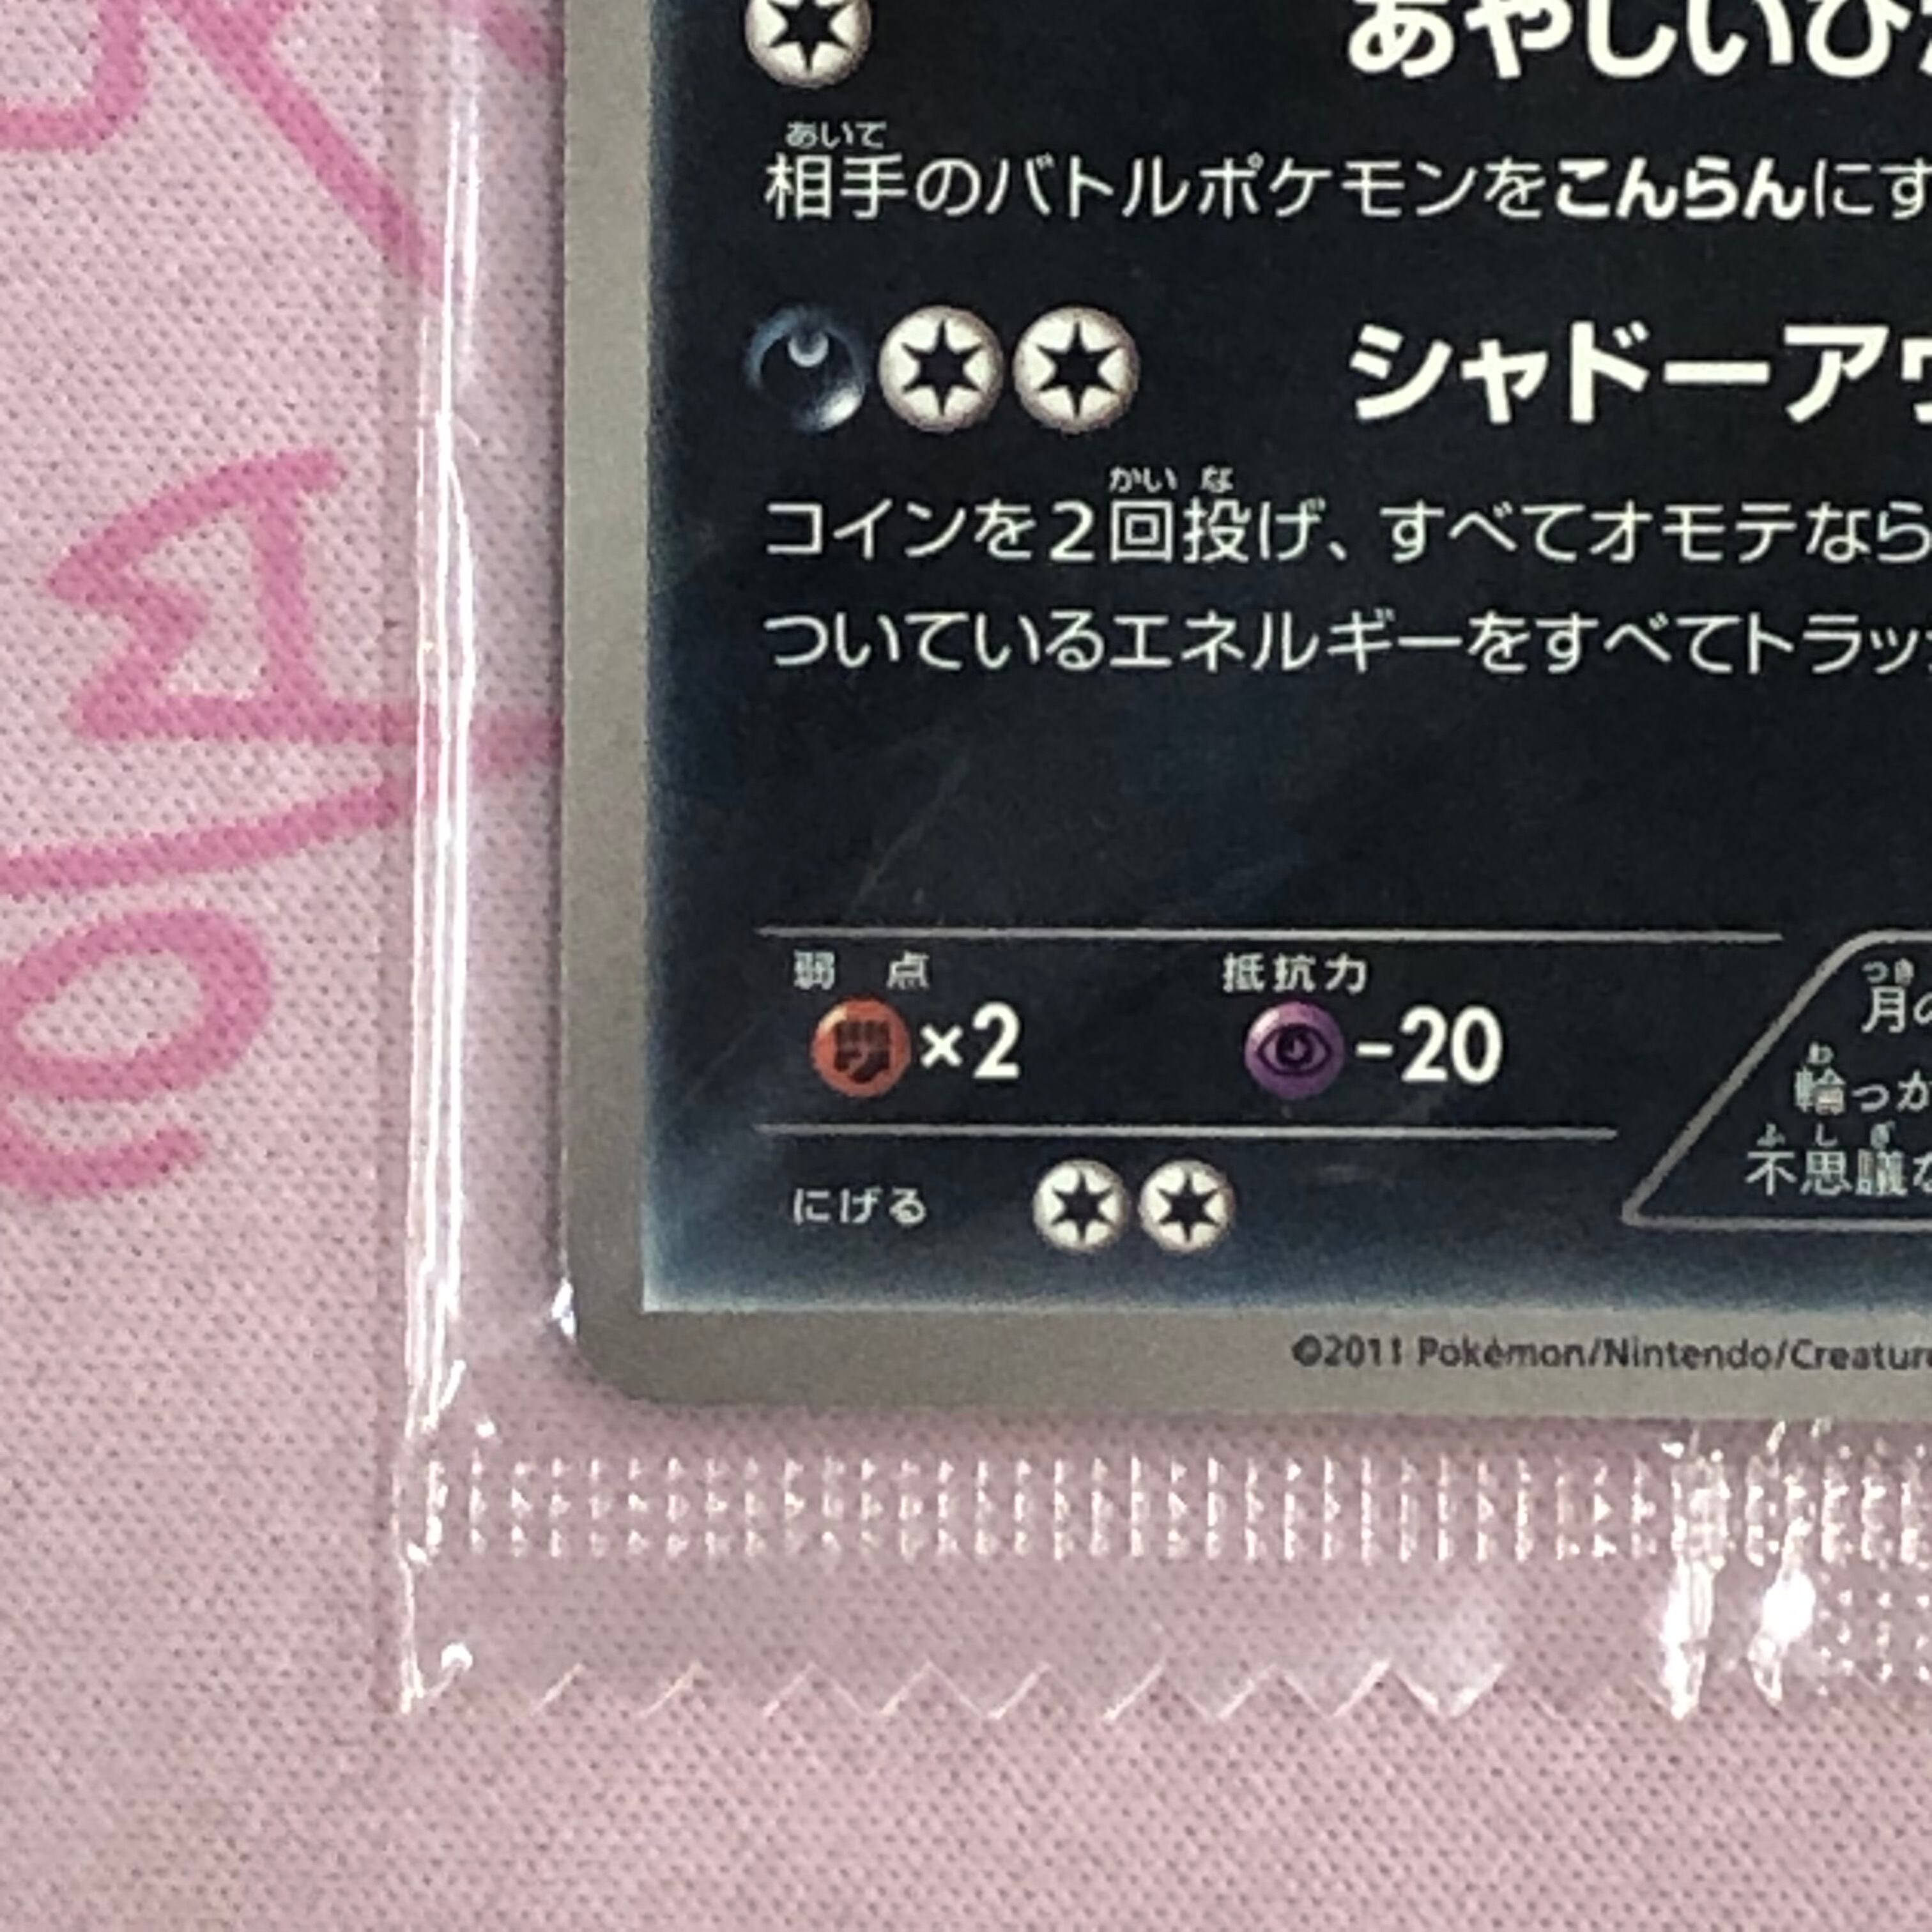 あやしいひ
あいて
相手のバトルポケモンをこんらんにす
シャドーアウ
かい な
コインを2回投げ、すべてオモテなら
ついているエネルギーをすべてトラッ
弱 点
抵抗力
×2
-20
つき
月の
わ
輪っか
ふしぎ
不思議な
にげる
©2011 Pokémon/Nintendo/Creature